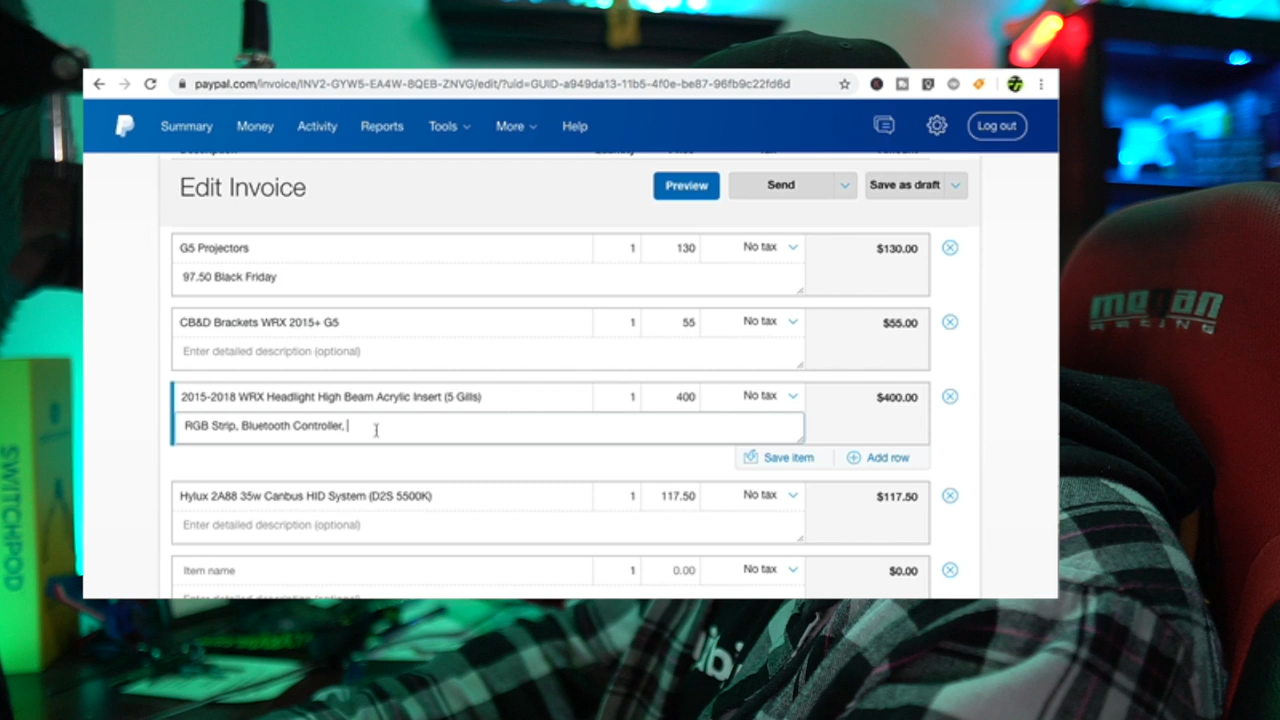 paypal.com/invoice/INV2-GYW5-EA4W-8QEB-ZNVG/edit/?uid=GUID-a949da13-11b5-4f0e-be87-96fb9c22fd6d
Summary Money Activity Reports Tools More Help Log out
Edit Invoice Preview Send Save as draft
G5 Projectors 1 130 No tax $130.00
97.50 Black Friday
CB&D Brackets WRX 2015+ G5 1 55 No tax $55.00
Enter detailed description (optional)
2015-2018 WRX Headlight High Beam Acrylic Insert (5 Gills) 1 400 No tax $400.00
RGB Strip, Bluetooth Controller,
Save item Add row
Hylux 2A88 35w Canbus HID System (D2S 5500K) 1 117.50 No tax $117.50
Enter detailed description (optional)
Item name 1 0.00 No tax $0.00
SWITCHPOD
megan
RACING